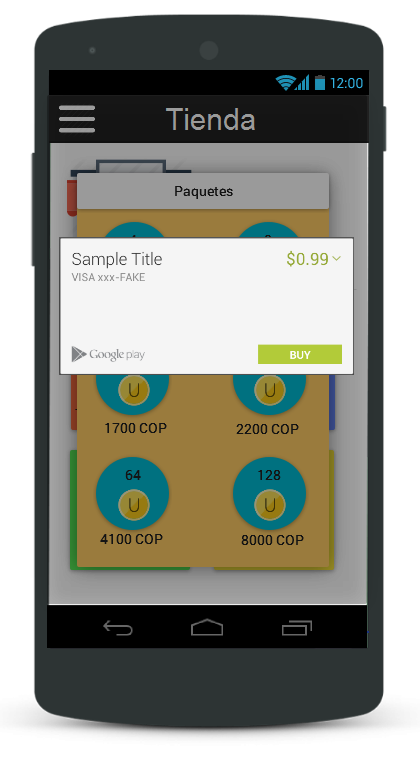 12:00
Tienda
Paquetes
Sample Title
$0.99
VISA xxx-FAKE
Google play
BUY
U
U
1700 COP
2200 COP
64
128
U
U
4100 COP
8000 COP